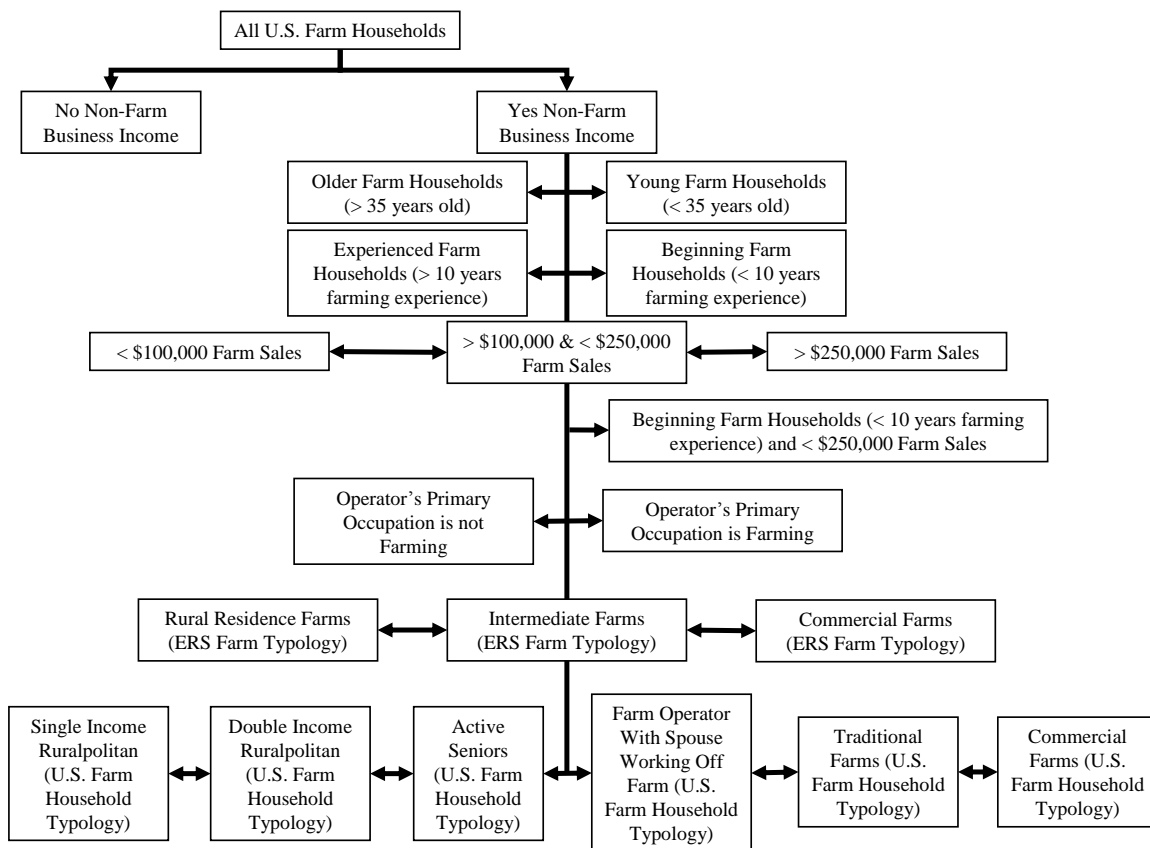 All U.S. Farm Households
No Non-Farm
Business Income
Yes Non-Farm
Business Income
Older Farm Households
(> 35 years old)
Young Farm Households
(< 35 years old)
Experienced Farm
Households (> 10 years
farming experience)
Beginning Farm
Households (< 10 years
farming experience)
< $100,000 Farm Sales
> $100,000 & < $250,000
Farm Sales
> $250,000 Farm Sales
Beginning Farm Households (< 10 years farming
experience) and < $250,000 Farm Sales
Operator’s Primary
Occupation is not
Farming
Operator’s Primary
Occupation is Farming
Rural Residence Farms
(ERS Farm Typology)
Intermediate Farms
(ERS Farm Typology)
Commercial Farms
(ERS Farm Typology)
Single Income
Ruralpolitan
(U.S. Farm
Household
Typology)
Double Income
Ruralpolitan
(U.S. Farm
Household
Typology)
Active
Seniors
(U.S. Farm
Household
Typology)
Farm Operator
With Spouse
Working Off
Farm (U.S.
Farm Household
Typology)
Traditional
Farms (U.S.
Farm Household
Typology)
Commercial
Farms (U.S.
Farm Household
Typology)